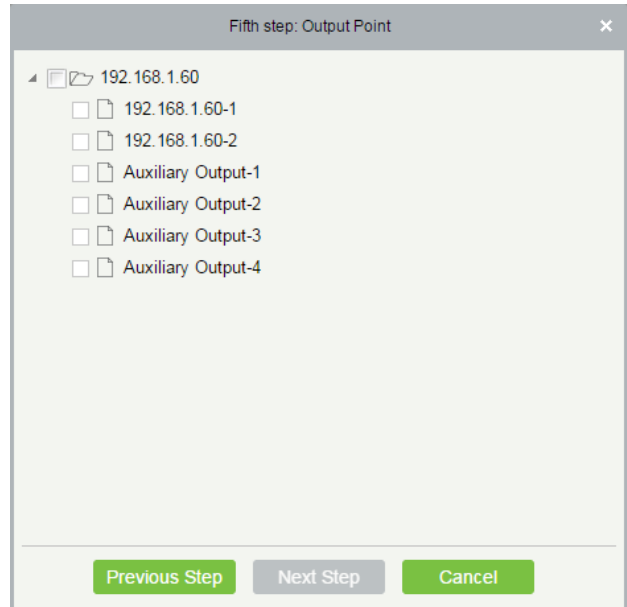 Fifth step: Output Point
192.168.1.60
192.168.1.60-1
192.168.1.60-2
Auxiliary Output-1
Auxiliary Output-2
Auxiliary Output-3
Auxiliary Output-4
Previous Step Next Step Cancel